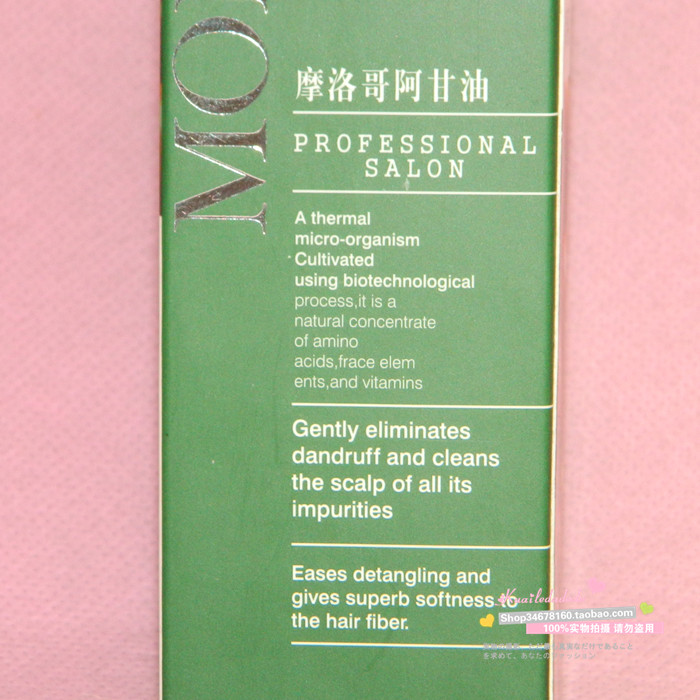 MO
摩洛哥阿甘油
PROFESSIONAL
SALON
A thermal
micro-organism
Cultivated
using biotechnological
process,it is a
natural concentrate
of amino
acids,frace elem
ents,and vitamins
Gently eliminates
dandruff and cleans
the scalp of all its
impurities
Eases detangling and
gives superb softness to
the hair fiber.
Shop34678160.taobao.com
100%实物拍摄 请勿盗用